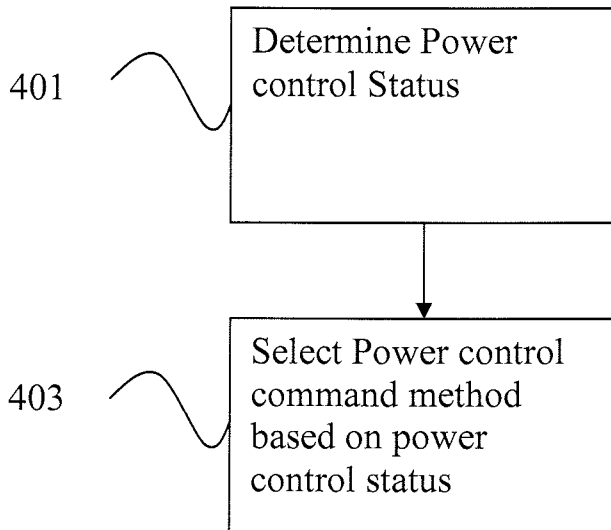 401
Determine Power
control Status
403
Select Power control
command method
based on power
control status